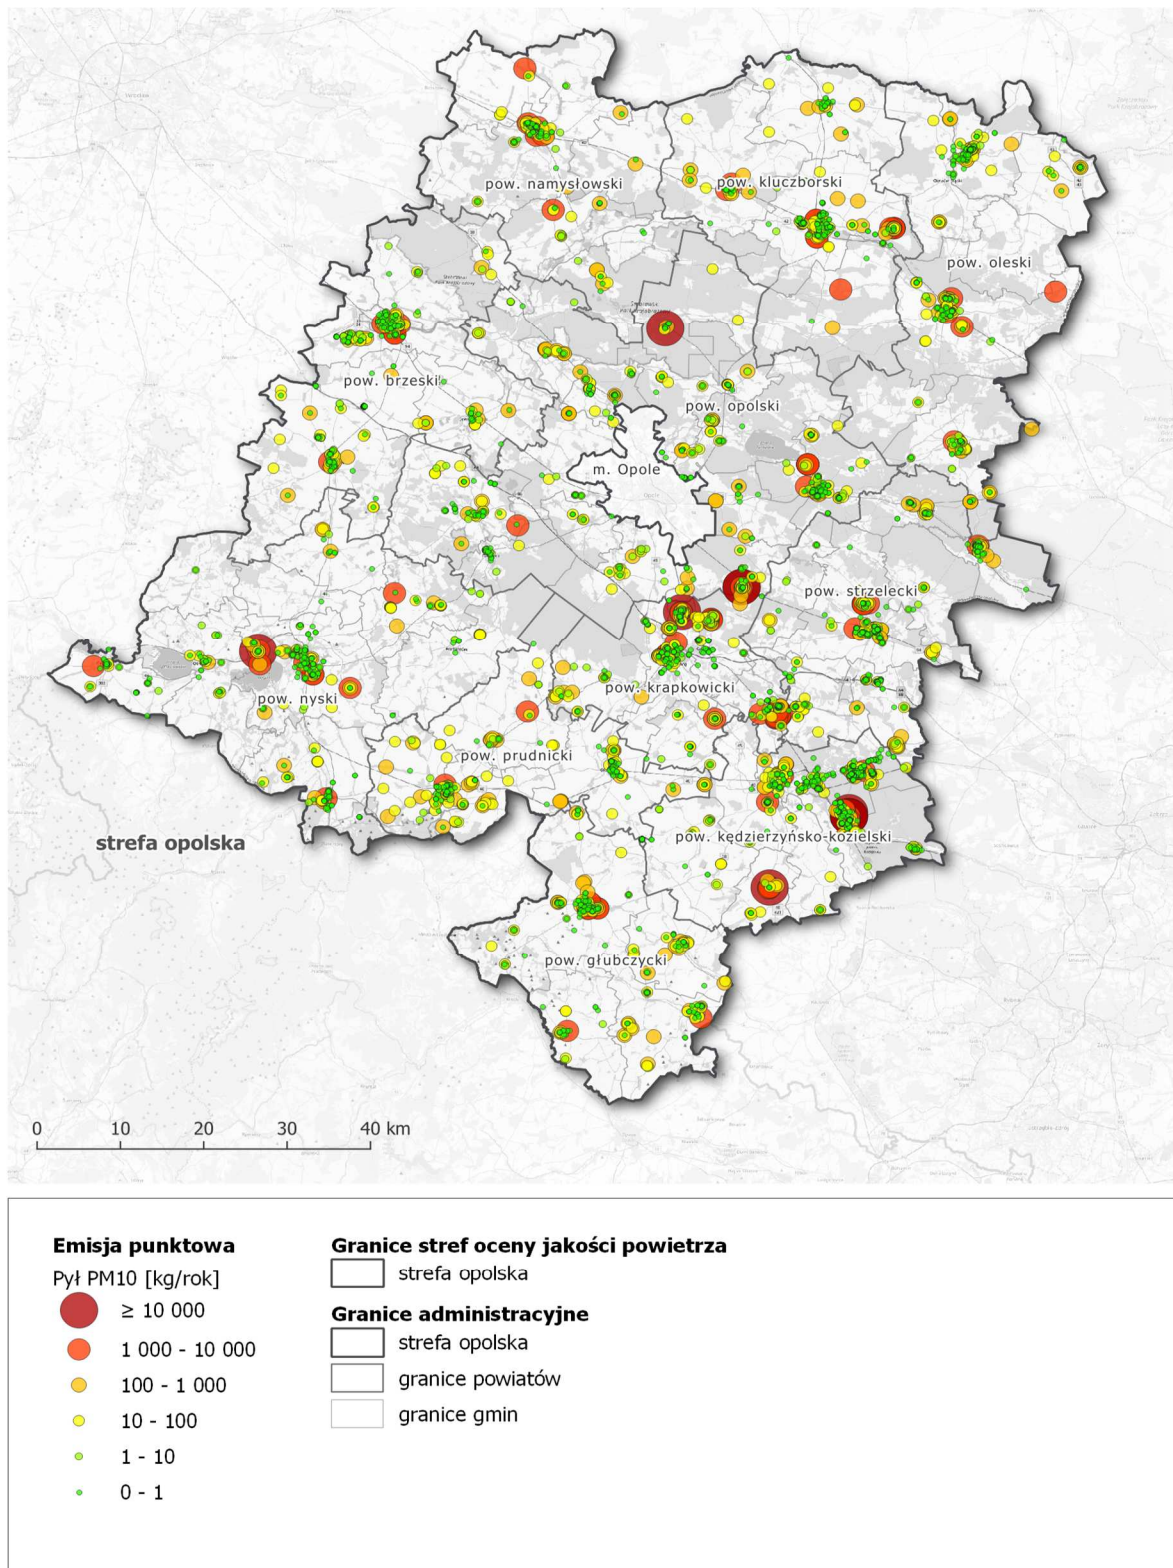 pow. namysłowski
pow. kluczborski
pow. oleski
pow. brzeski
pow. opolski
m. Opole
pow. strzelecki
pow. nyski
pow. krapkowicki
pow. prudnicki
strefa opolska
pow. kędzierzyńsko-kozielski
pow. głubczycki
0 10 20 30 40 km
Emisja punktowa
Pył PM10 [kg/rok]
≥ 10 000
1 000 - 10 000
100 - 1 000
10 - 100
1 - 10
0 - 1
Granice stref oceny jakości powietrza
strefa opolska
Granice administracyjne
strefa opolska
granice powiatów
granice gmin